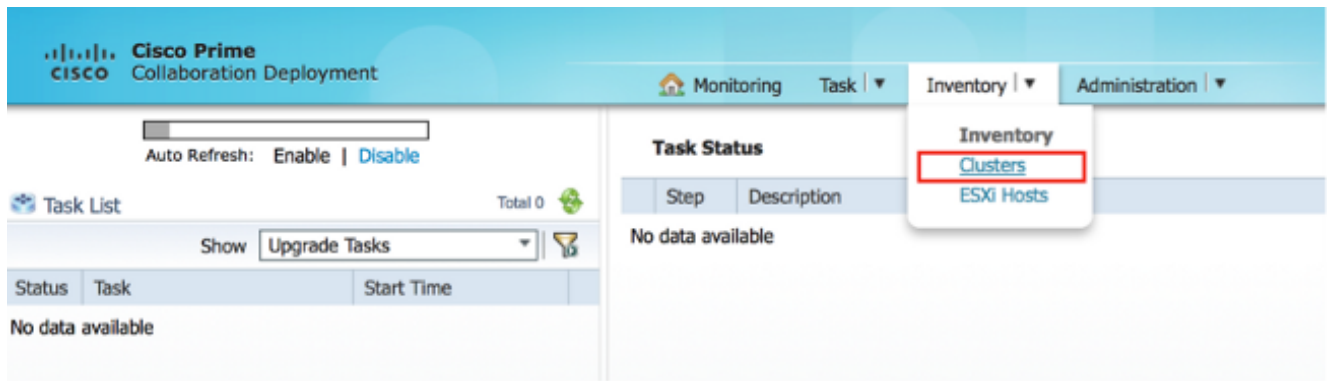 CISCO
Cisco Prime
Collaboration Deployment
Monitoring Task Inventory Administration
Inventory
Clusters
ESXi Hosts
Auto Refresh: Enable | Disable
Task List Total 0
Show Upgrade Tasks
Status Task Start Time
No data available
Task Status
Step Description
No data available